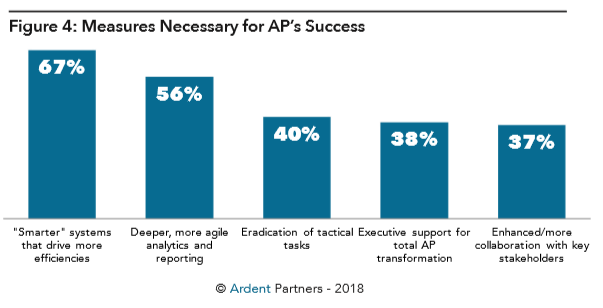 Figure 4: Measures Necessary for AP's Success
67%
56%
40%
38%
37%
"Smarter" systems
that drive more
efficiencies
Deeper, more agile
analytics and
reporting
Eradication of tactical
tasks
Executive support for
total AP
transformation
Enhanced/more
collaboration with key
stakeholders
© Ardent Partners - 2018